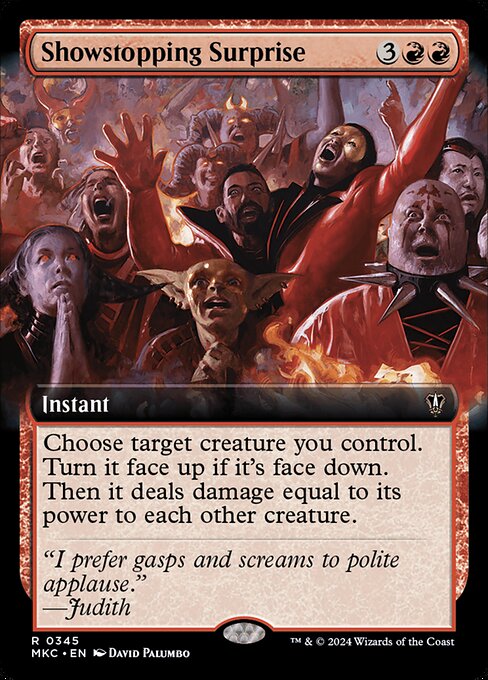 Showstopping Surprise 3
Instant
Choose target creature you control.
Turn it face up if it's face down.
Then it deals damage equal to its
power to each other creature.
“I prefer gasps and screams to polite
applause.”
—Judith
R 0345
MKC • EN David Palumbo
™ & © 2024 Wizards of the Coast